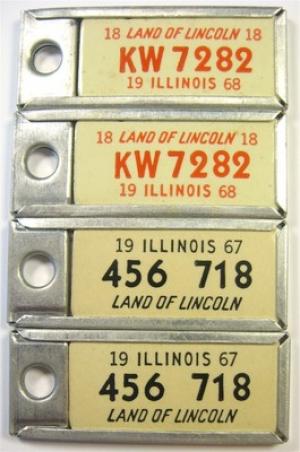 18 LAND OF LINCOLN 18
KW 7282
19 ILLINOIS 68
18 LAND OF LINCOLN 18
KW 7282
19 ILLINOIS 68
19 ILLINOIS 67
456 718
LAND OF LINCOLN
19 ILLINOIS 67
456 718
LAND OF LINCOLN